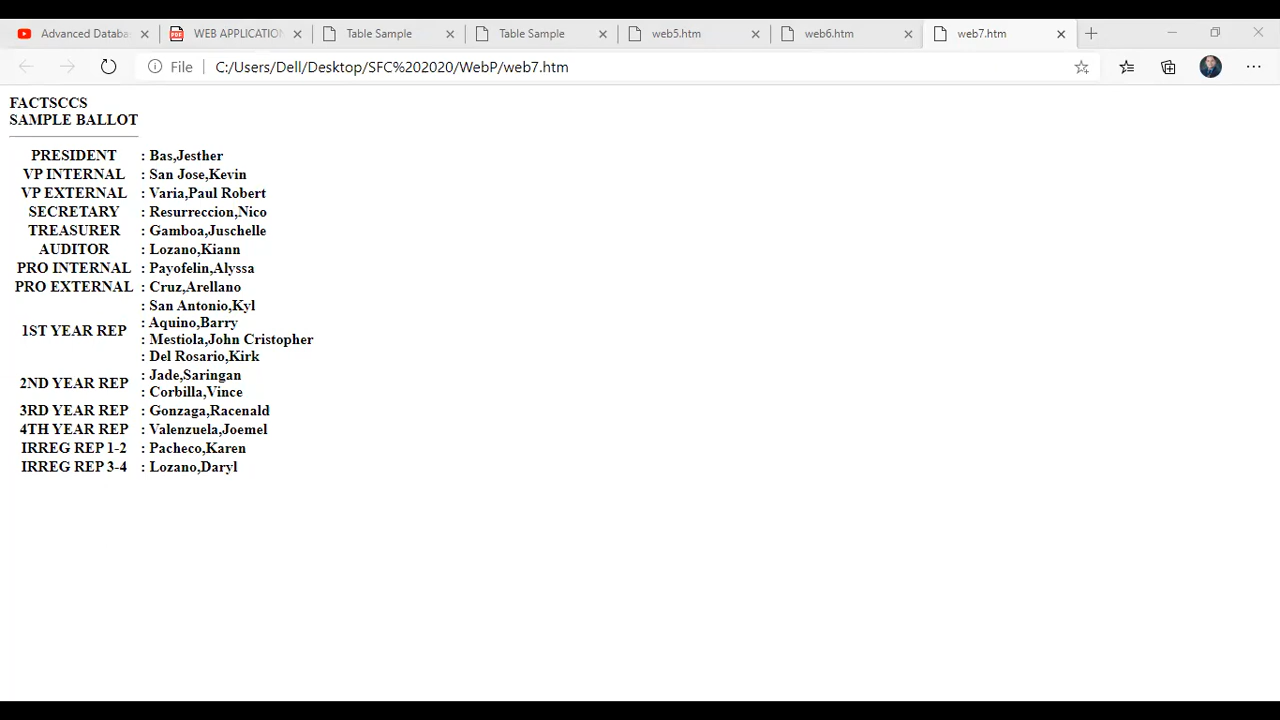 Advanced Databa
WEB APPLICATION
Table Sample
Table Sample
web5.htm
web6.htm
web7.htm
File
C:/Users/Dell/Desktop/SFC%202020/WebP/web7.htm
FACTSCCS
SAMPLE BALLOT
PRESIDENT : Bas,Jesther
VP INTERNAL : San Jose,Kevin
VP EXTERNAL : Varia,Paul Robert
SECRETARY : Resurreccion,Nico
TREASURER : Gamboa,Juschelle
AUDITOR : Lozano,Kiann
PRO INTERNAL : Payofelin,Alyssa
PRO EXTERNAL : Cruz,Arellano
: San Antonio,Kyl
: Aquino,Barry
1ST YEAR REP
: Mestiola,John Cristopher
: Del Rosario,Kirk
: Jade,Saringan
2ND YEAR REP
: Corbilla,Vince
3RD YEAR REP : Gonzaga,Racenald
4TH YEAR REP : Valenzuela,Joemel
IRREG REP 1-2 : Pacheco,Karen
IRREG REP 3-4 : Lozano,Daryl